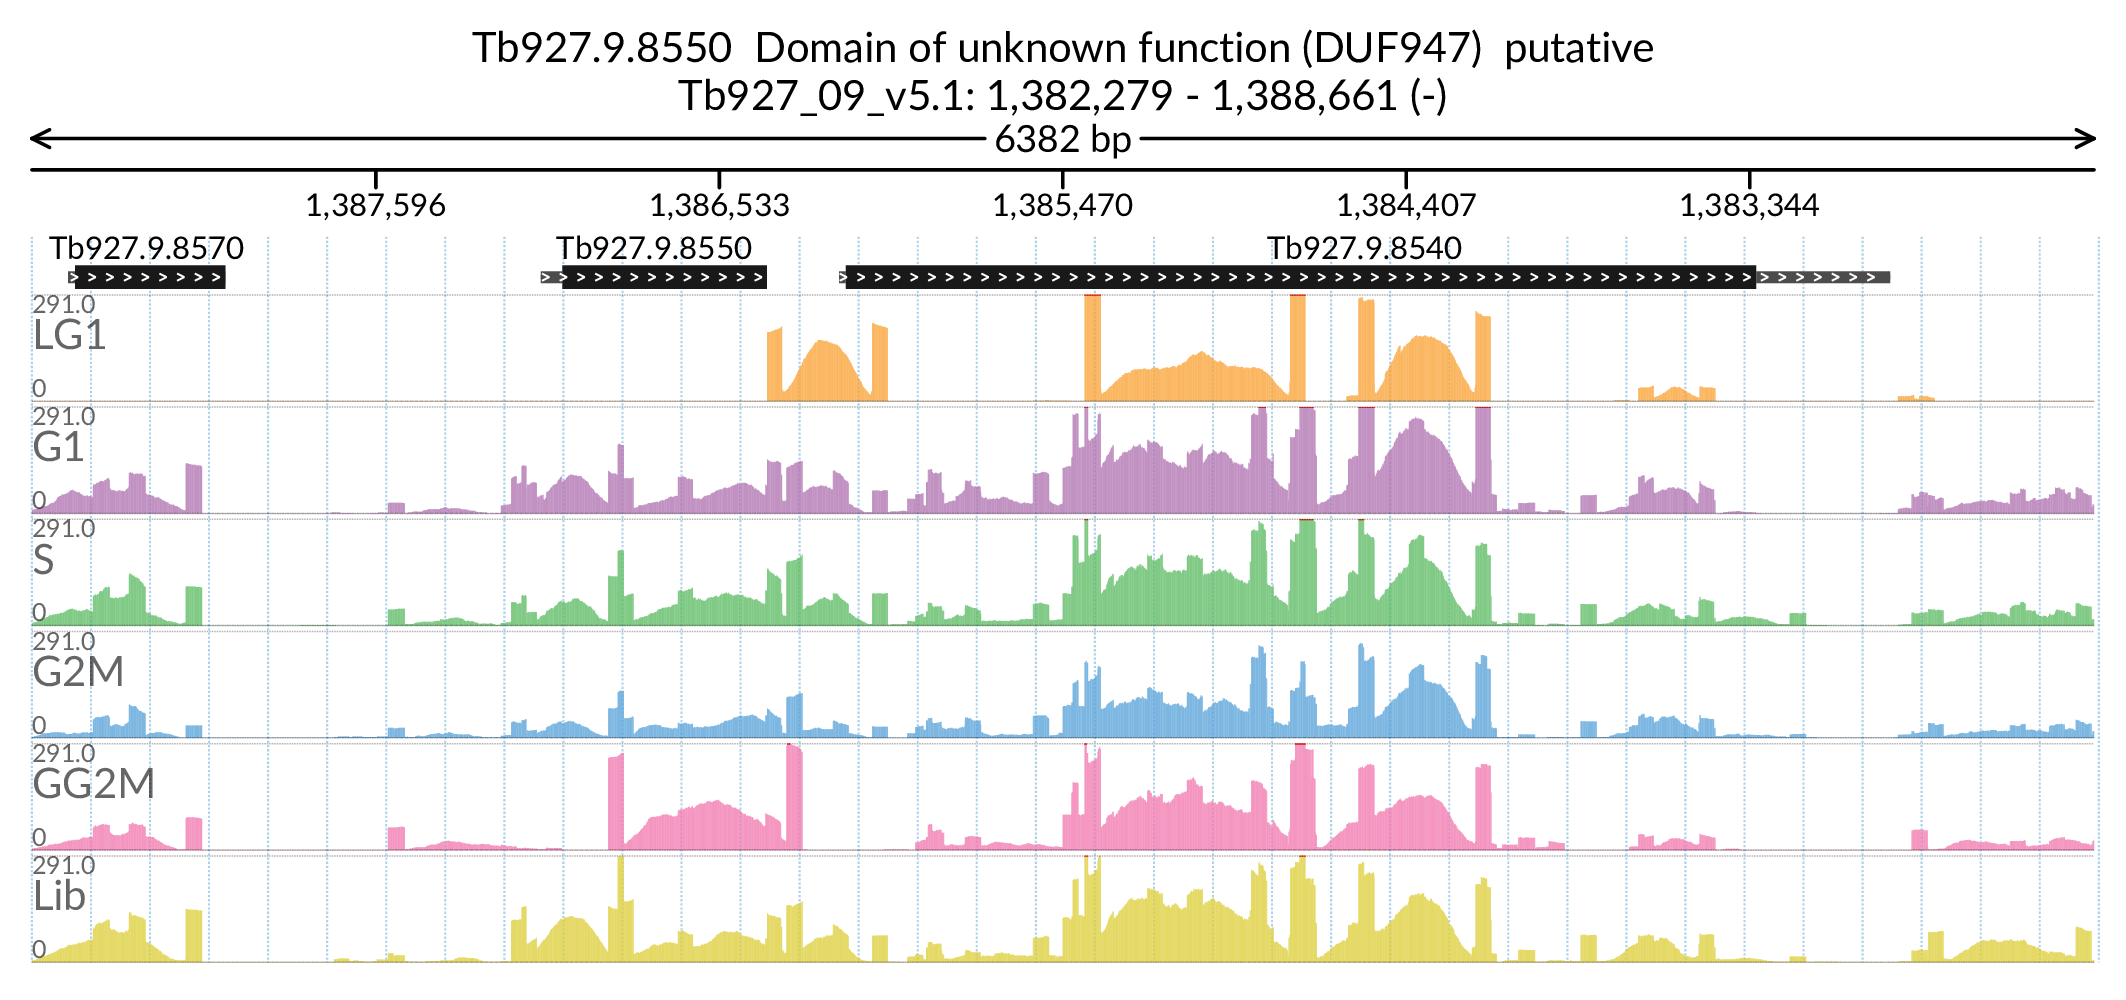 Tb927.9.8550 Domain of unknown function (DUF947) putative
Tb927_09_v5.1: 1,382,279 - 1,388,661 (-)
6382 bp
1,387,596 1,386,533 1,385,470 1,384,407 1,383,344
Tb927.9.8570 Tb927.9.8550 Tb927.9.8540
291.0
LG1
0
291.0
G1
0
291.0
S
0
291.0
G2M
0
291.0
GG2M
0
291.0
Lib
0